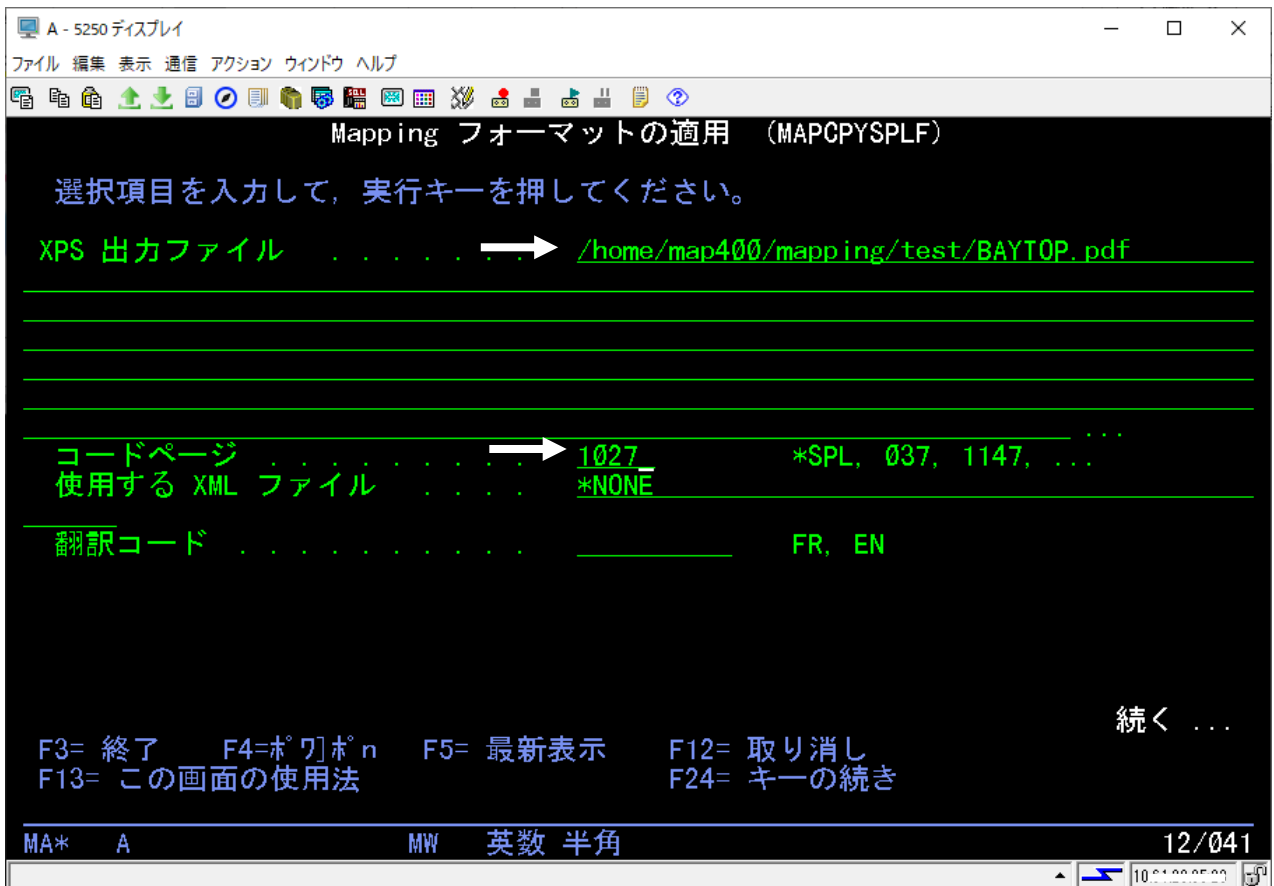 A - 5250 ディスプレイ
ファイル 編集 表示 通信 アクション ウィンドウ ヘルプ
Mapping フォーマットの適用 (MAPCPYSPLF)
選択項目を入力して, 実行キーを押してください。
XPS 出力ファイル . . . . . . . /home/map400/mapping/test/BAYTOP.pdf
...
コードページ . . . . . . . . . 1027_ *SPL, 037, 1147, ...
使用する XML ファイル . . . . *NONE
翻訳コード . . . . . . . . . . FR, EN
続く ...
F3= 終了 F4=ポワ]ポn F5= 最新表示 F12= 取り消し
F13= この画面の使用法 F24= キーの続き
MA* A MW 英数 半角 12/041